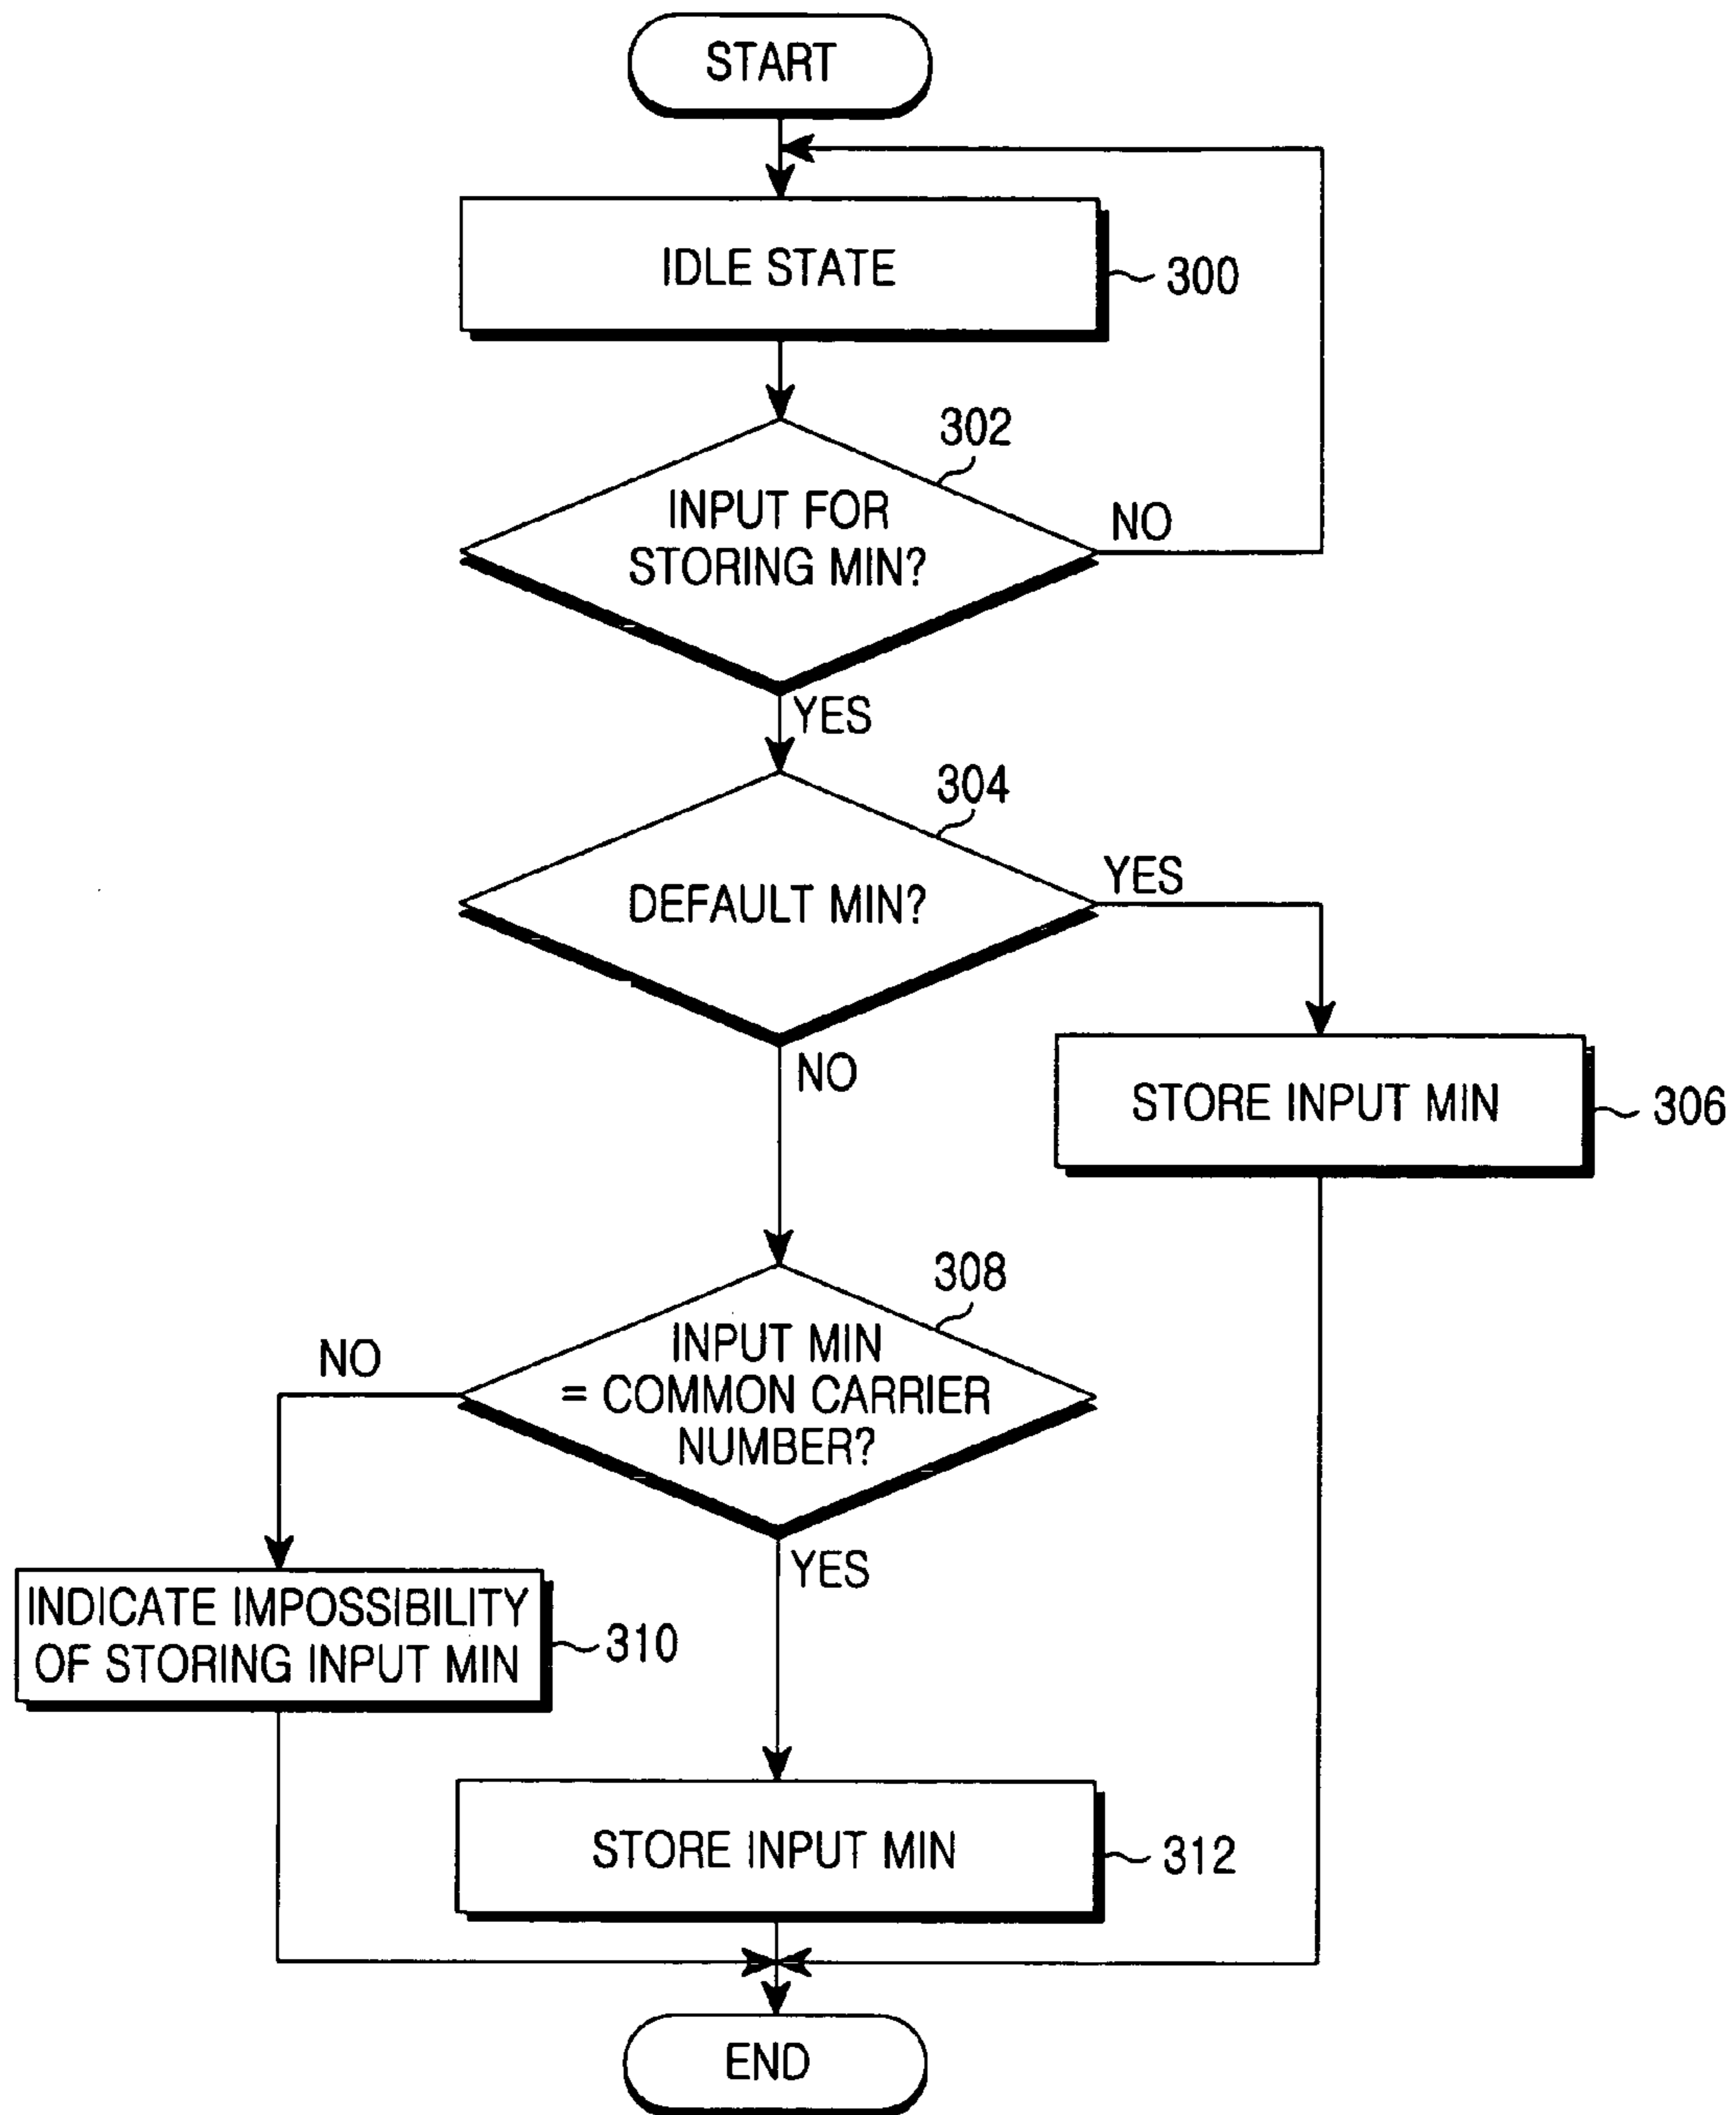 START
IDLE STATE
300
302
INPUT FOR
STORING MIN?
NO
YES
304
DEFAULT MIN?
YES
NO
STORE INPUT MIN
306
308
INPUT MIN
= COMMON CARRIER
NUMBER?
NO
YES
INDICATE IMPOSSIBILITY
OF STORING INPUT MIN
310
STORE INPUT MIN
312
END